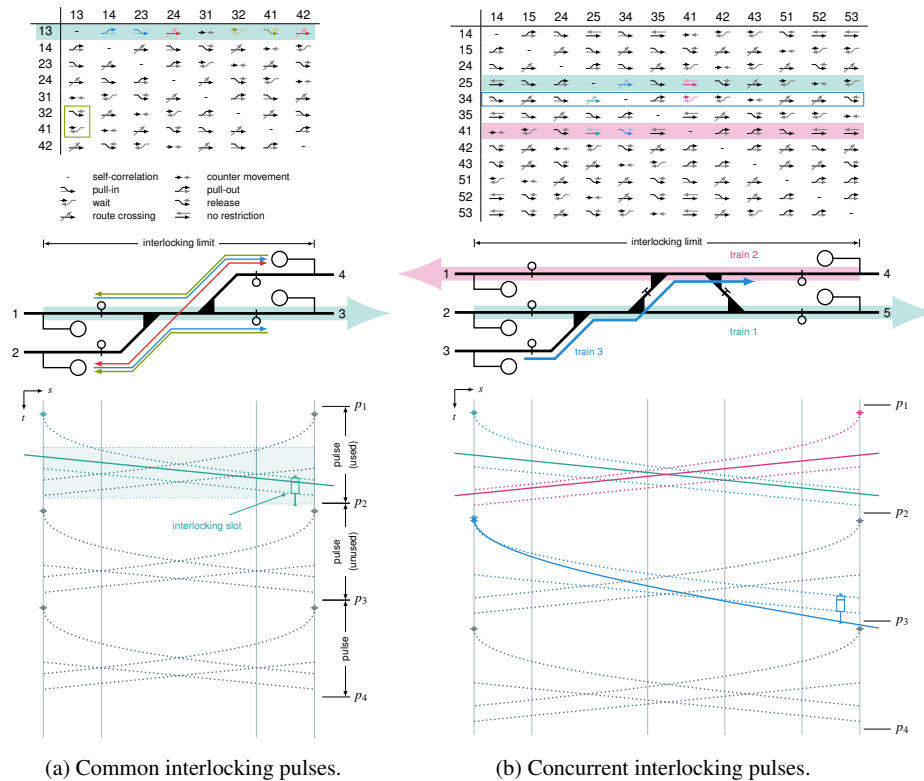 13 14 23 24 31 32 41 42
13 -
14 -
23 -
24 -
31 -
32 -
41 -
42 -
- self-correlation counter movement
pull-in pull-out
wait release
route crossing no restriction
interlocking limit
4
1 3
2
s
t
p1
pulse
(used)
p2
interlocking slot
pulse
(unused)
p3
pulse
p4
(a) Common interlocking pulses.
14 15 24 25 34 35 41 42 43 51 52 53
14 -
15 -
24 -
25 -
34 -
35 -
41 -
42 -
43 -
51 -
52 -
53 -
interlocking limit
train 2
1 4
2 5
train 1
3 train 3
s
t
p1
p2
p3
p4
(b) Concurrent interlocking pulses.